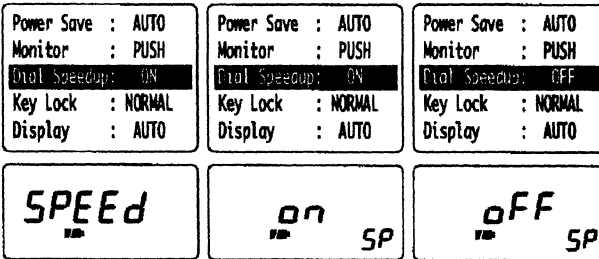 Power Save : AUTO
Monitor : PUSH
Dial Speedup: ON
Key Lock : NORMAL
Display : AUTO
Power Save : AUTO
Monitor : PUSH
Dial Speedup: ON
Key Lock : NORMAL
Display : AUTO
Power Save : AUTO
Monitor : PUSH
Dial Speedup: OFF
Key Lock : NORMAL
Display : AUTO
SPEEd
on
SP
oFF
SP